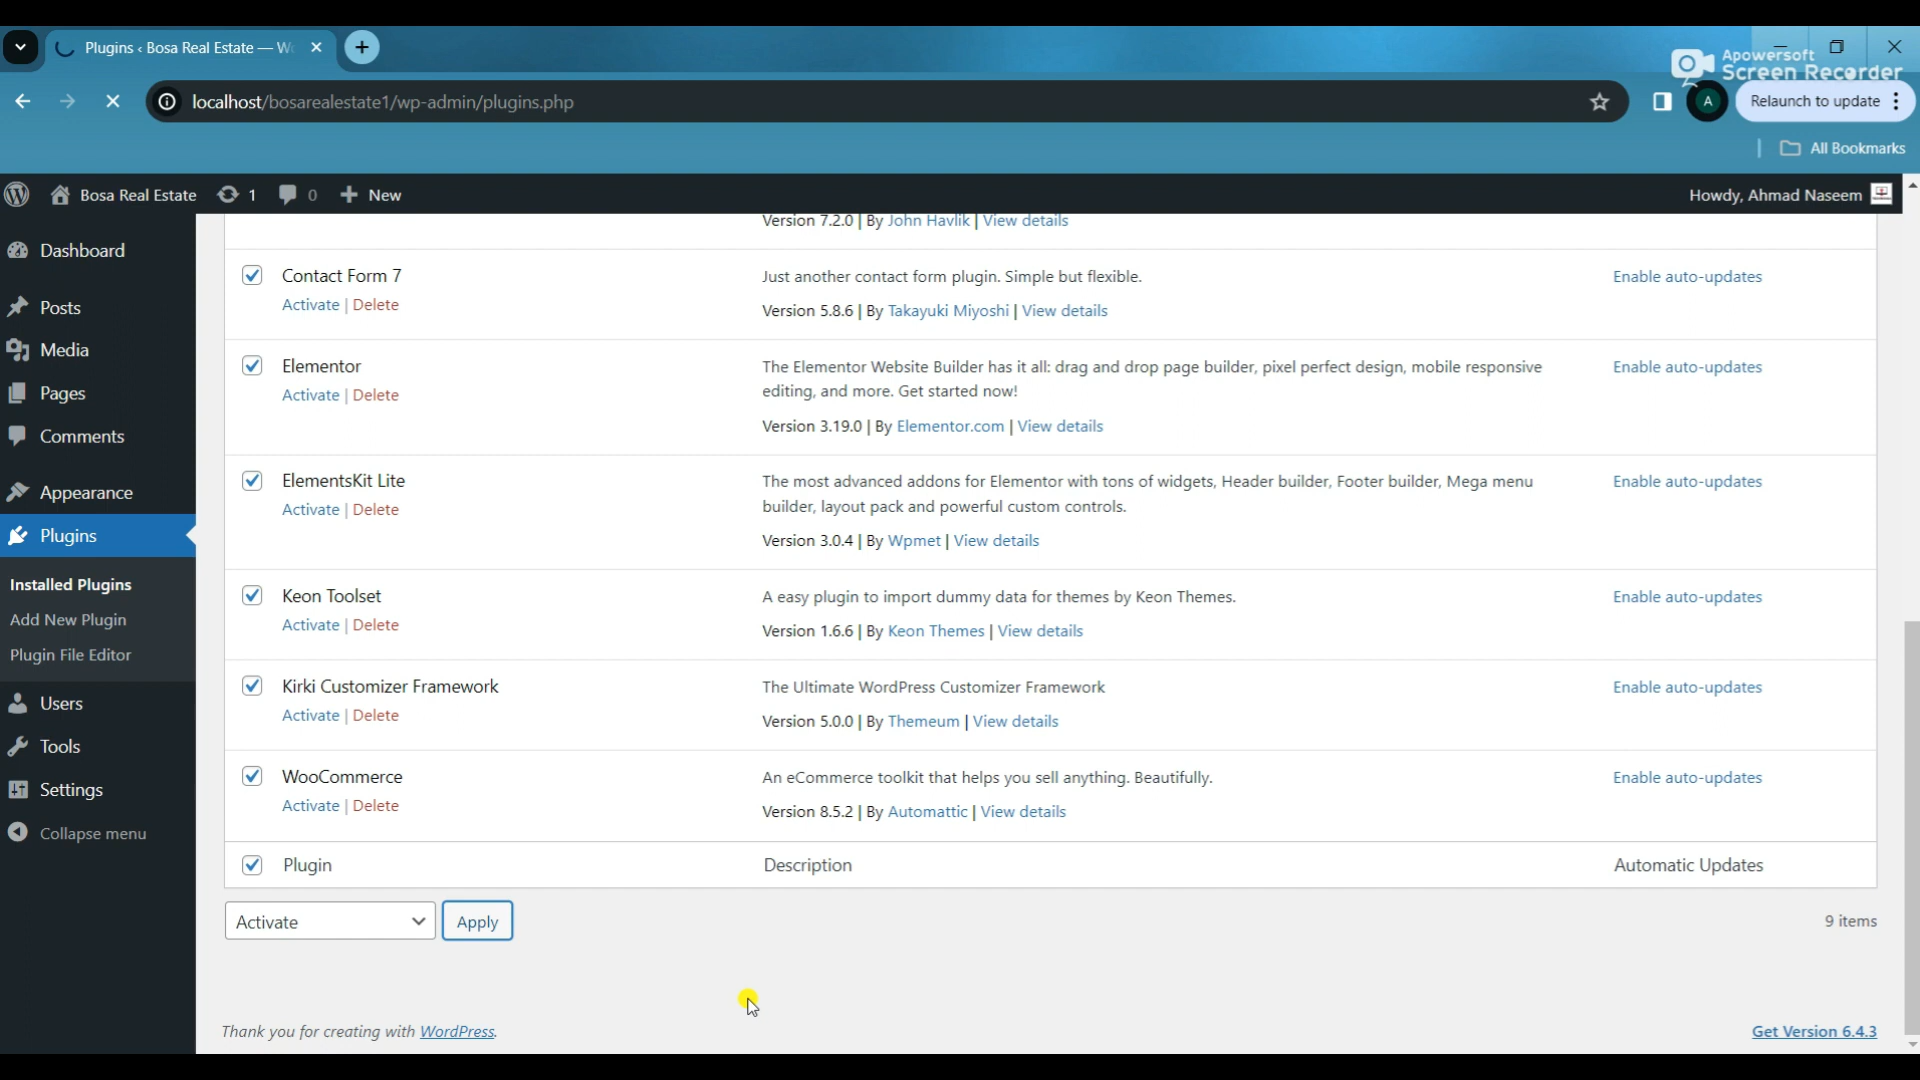 Plugins ‹ Bosa Real Estate — W
Apowersoft
Screen Recorder
localhost/bosarealestate1/wp-admin/plugins.php
A
Relaunch to update
All Bookmarks
Bosa Real Estate 1 0 New
Howdy, Ahmad Naseem
Dashboard
Posts
Media
Pages
Comments
Appearance
Plugins
Installed Plugins
Add New Plugin
Plugin File Editor
Users
Tools
Settings
Collapse menu
Version 7.2.0 | By John Havlik | View details
Contact Form 7
Activate | Delete
Just another contact form plugin. Simple but flexible.
Version 5.8.6 | By Takayuki Miyoshi | View details
Enable auto-updates
Elementor
Activate | Delete
The Elementor Website Builder has it all: drag and drop page builder, pixel perfect design, mobile responsive
editing, and more. Get started now!
Version 3.19.0 | By Elementor.com | View details
Enable auto-updates
ElementsKit Lite
Activate | Delete
The most advanced addons for Elementor with tons of widgets, Header builder, Footer builder, Mega menu
builder, layout pack and powerful custom controls.
Version 3.0.4 | By Wpmet | View details
Enable auto-updates
Keon Toolset
Activate | Delete
A easy plugin to import dummy data for themes by Keon Themes.
Version 1.6.6 | By Keon Themes | View details
Enable auto-updates
Kirki Customizer Framework
Activate | Delete
The Ultimate WordPress Customizer Framework
Version 5.0.0 | By Themeum | View details
Enable auto-updates
WooCommerce
Activate | Delete
An eCommerce toolkit that helps you sell anything. Beautifully.
Version 8.5.2 | By Automattic | View details
Enable auto-updates
Plugin Description Automatic Updates
Activate Apply
9 items
Thank you for creating with WordPress.
Get Version 6.4.3